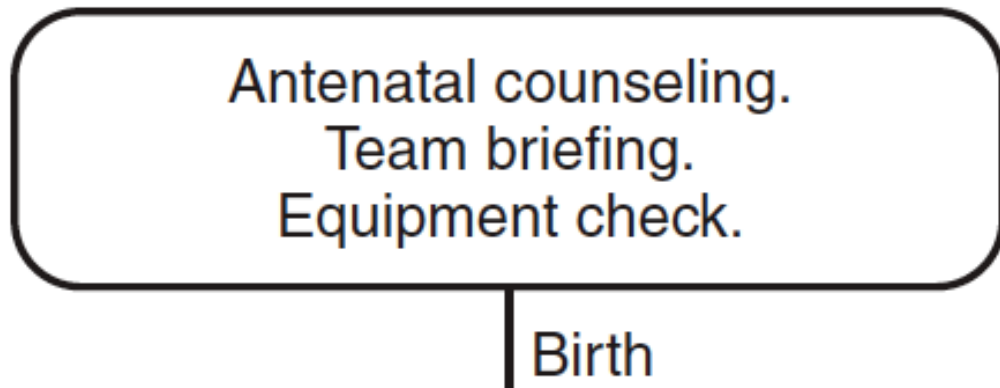 Antenatal counseling.
Team briefing.
Equipment check.
Birth